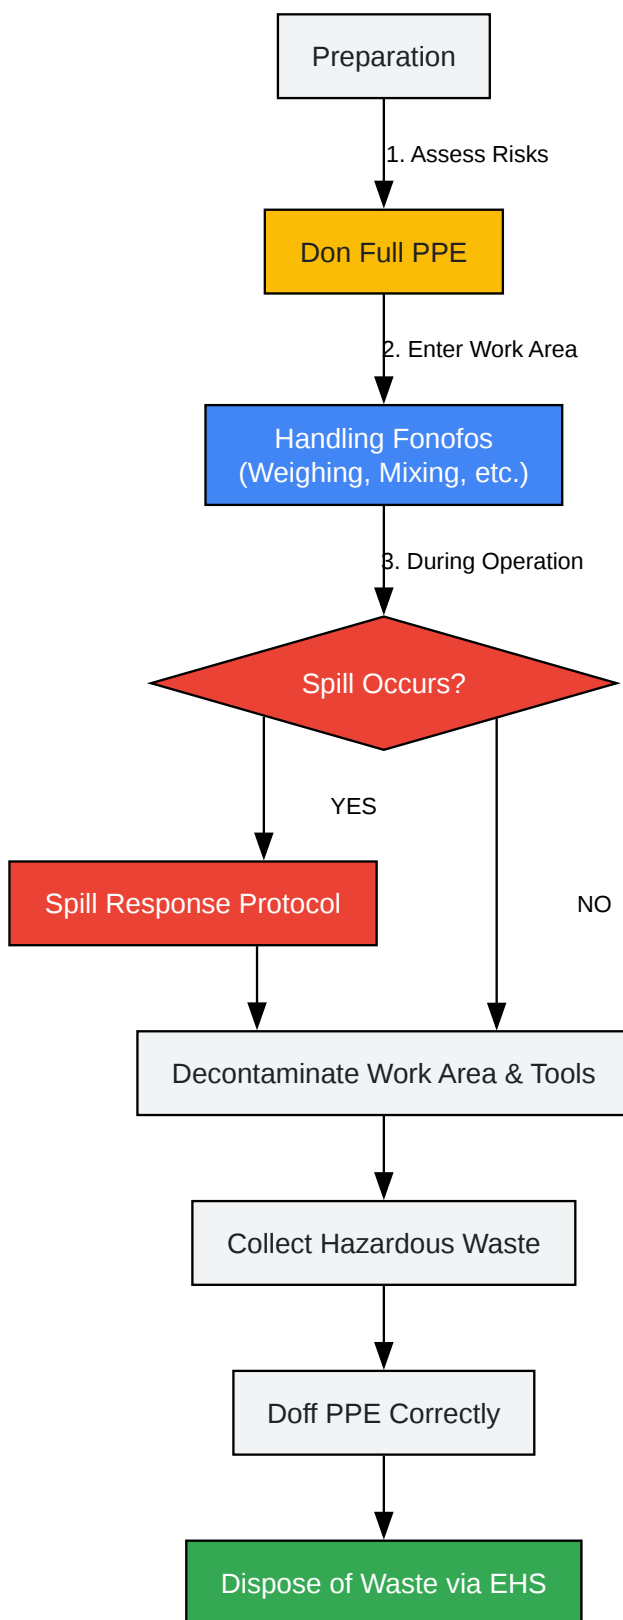 Preparation
1. Assess Risks
Don Full PPE
2. Enter Work Area
Handling Fonofos
(Weighing, Mixing, etc.)
3. During Operation
Spill Occurs?
YES
Spill Response Protocol
NO
Decontaminate Work Area & Tools
Collect Hazardous Waste
Doff PPE Correctly
Dispose of Waste via EHS